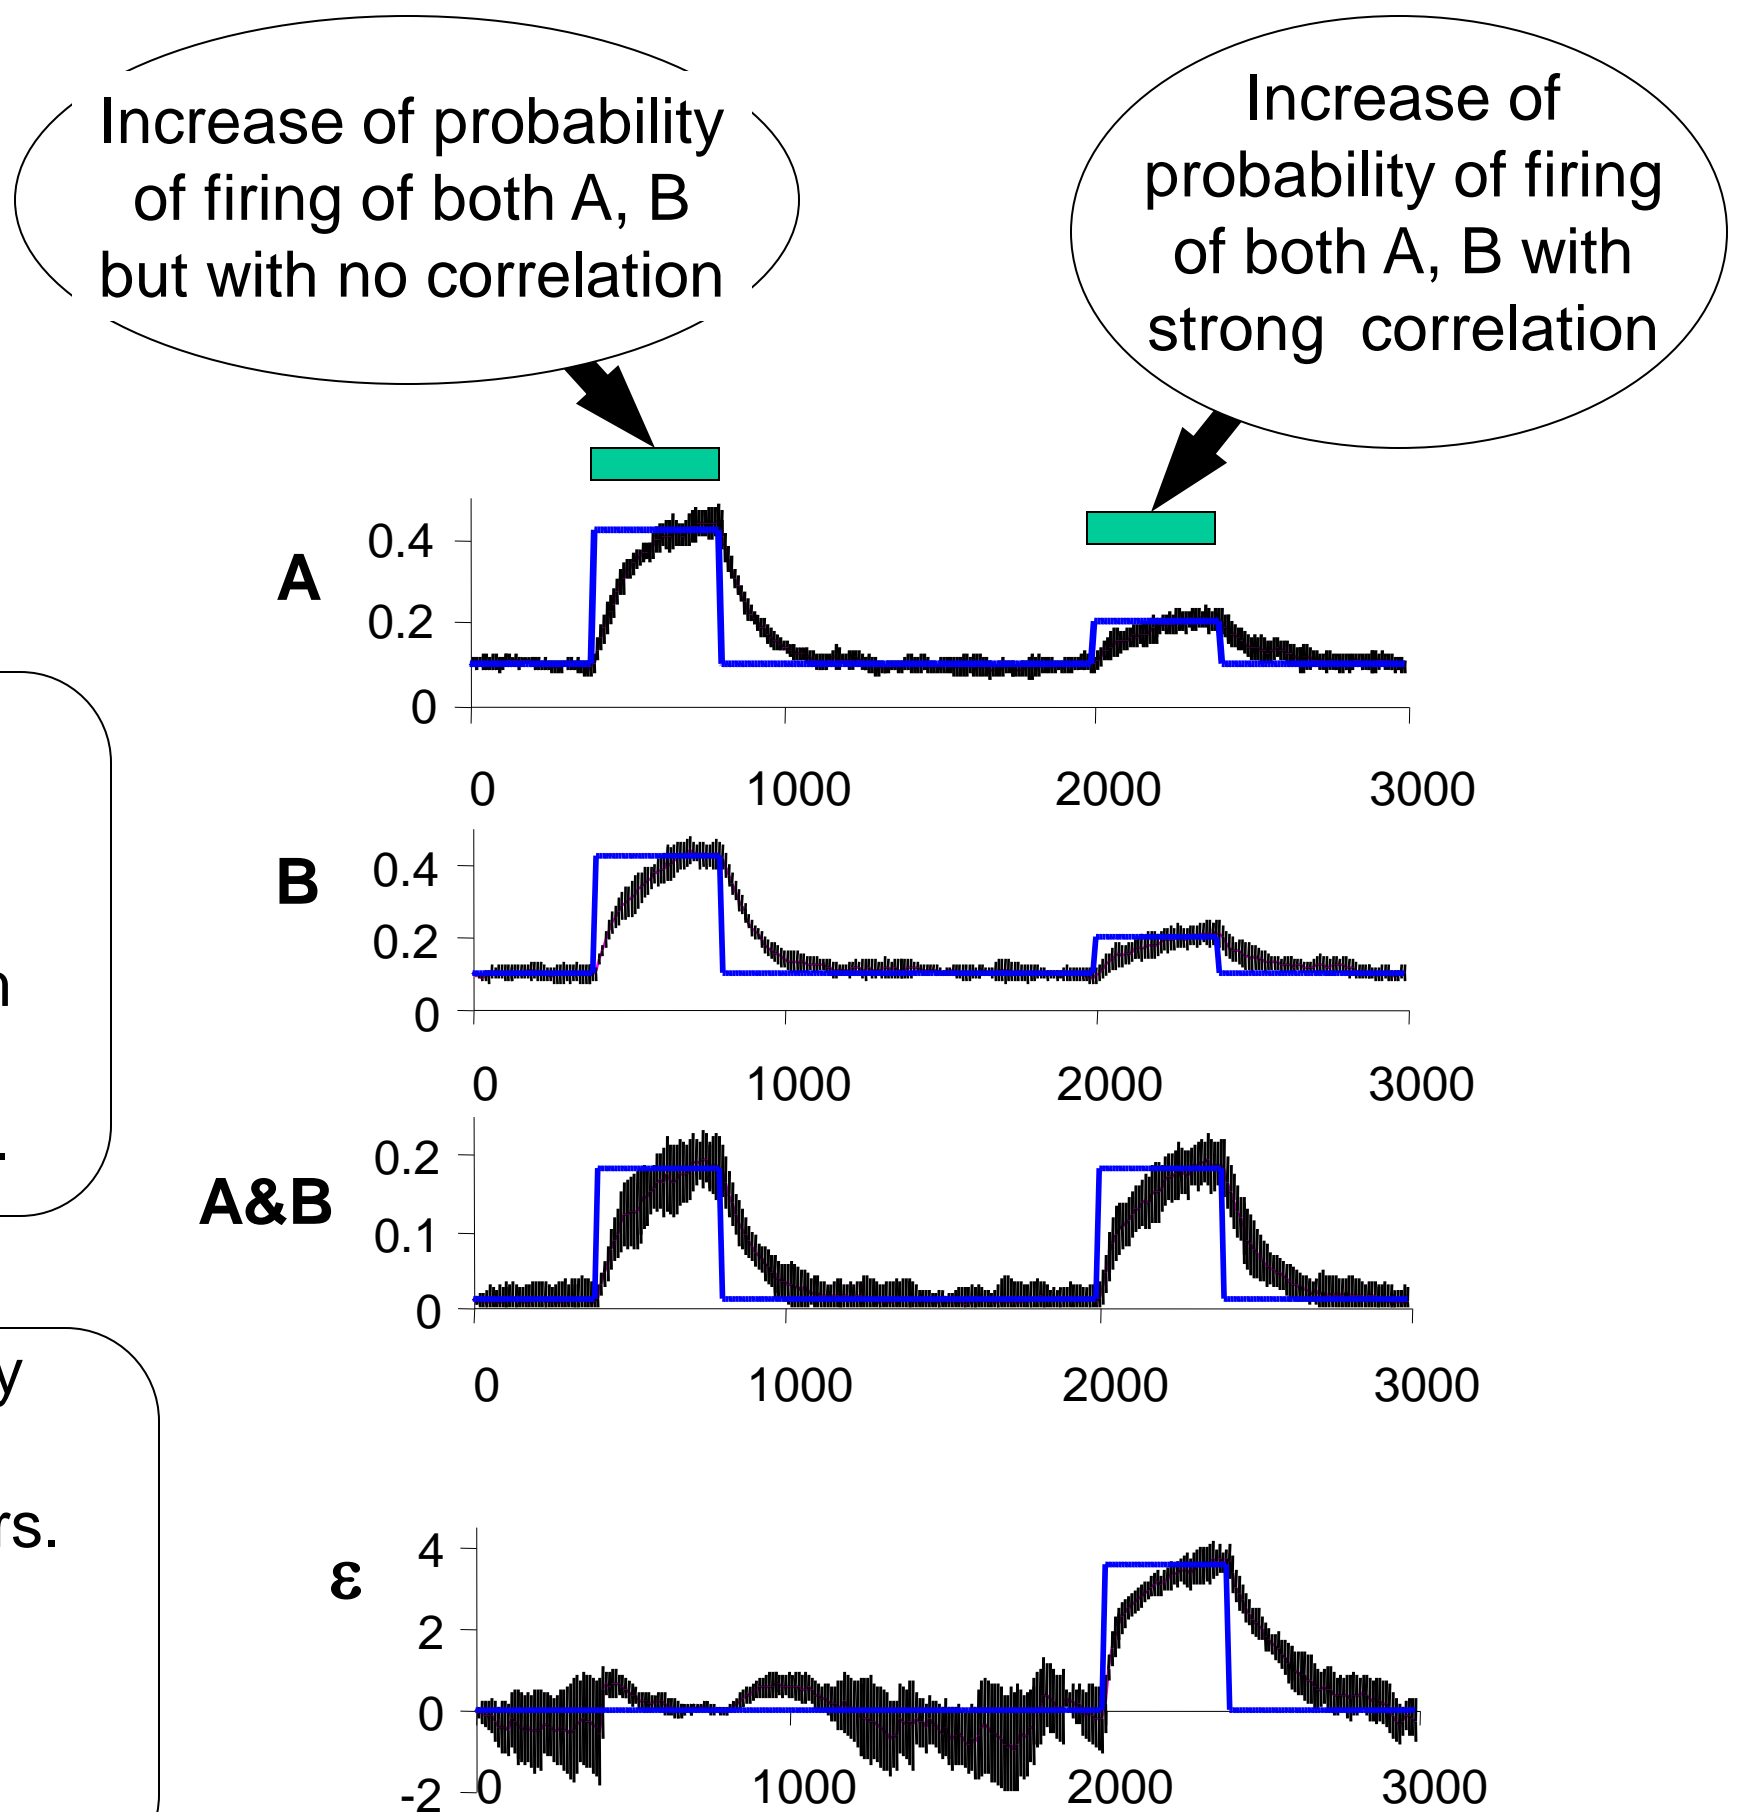 Increase of probability
of firing of both A, B
but with no correlation
Increase of
probability of firing
of both A, B with
strong correlation
A
0.4
0.2
0
0 1000 2000 3000
B
0.4
0.2
0
0 1000 2000 3000
A&B
0.2
0.1
0
0 1000 2000 3000
ε
4
2
0
-2
0 1000 2000 3000
.
y
rs.